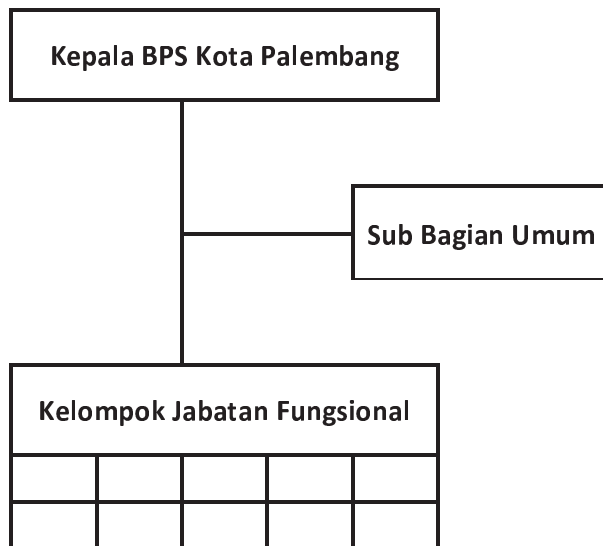 Kepala BPS Kota Palembang
Sub Bagian Umum
Kelompok Jabatan Fungsional